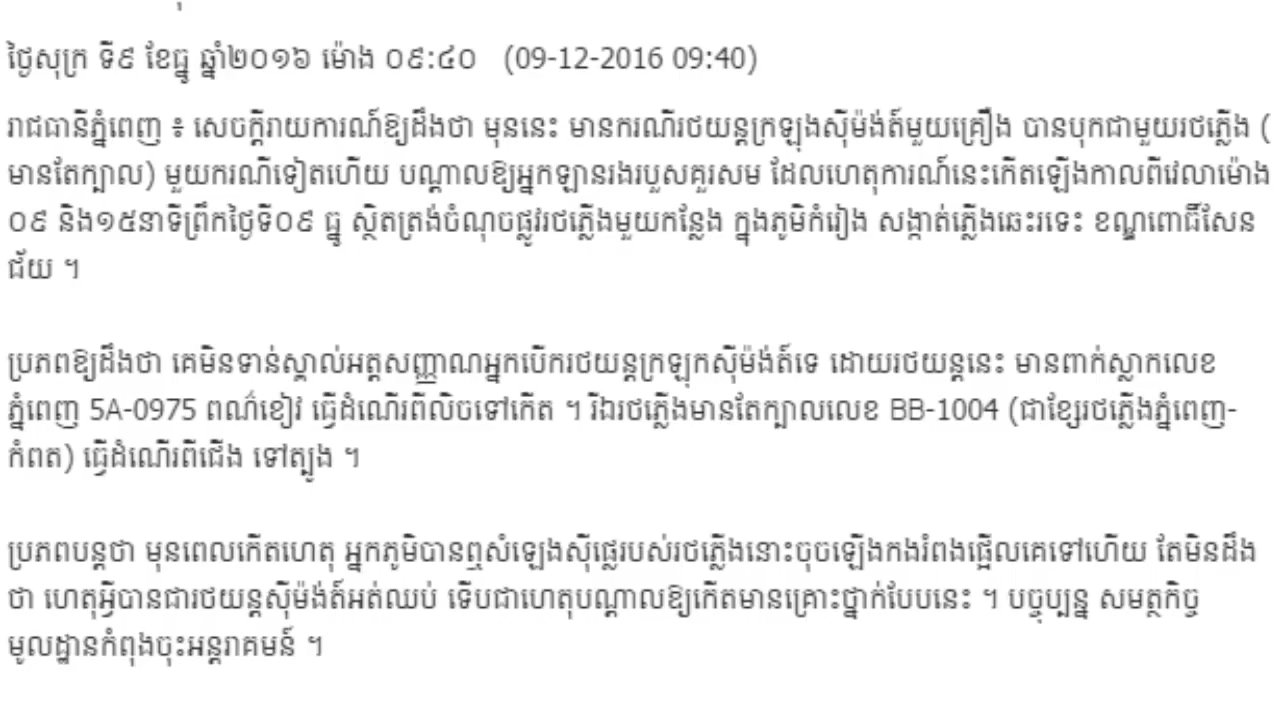 ថ្ងៃសុក្រ ទី៩ ខែធ្នូ ឆ្នាំ២០១៦ ម៉ោង ០៩:៤០ (09-12-2016 09:40)
រាជធានីភ្នំពេញ ៖ សេចក្តីរាយការណ៍ឱ្យដឹងថា មុននេះ មានករណីរថយន្តក្រឡុងស៊ីម៉ង់ត៍មួយគ្រឿង បានបុកជាមួយរថភ្លើង (
មានតែក្បាល) មួយករណីទៀតហើយ បណ្តាលឱ្យអ្នកឡានរងរបួសគួរសម ដែលហេតុការណ៍នេះកើតឡើងកាលពីវេលាម៉ោង
០៩ និង១៥នាទីព្រឹកថ្ងៃទី០៩ ធ្នូ ស្ថិតត្រង់ចំណុចផ្លូវរថភ្លើងមួយកន្លែង ក្នុងភូមិកំរៀង សង្កាត់ភ្លើងឆេះរទេះ ខណ្ឌពោធិ៍សែន
ជ័យ ។
ប្រភពឱ្យដឹងថា គេមិនទាន់ស្គាល់អត្តសញ្ញាណអ្នកបើករថយន្តក្រឡុកស៊ីម៉ង់ត៍ទេ ដោយរថយន្តនេះ មានពាក់ស្លាកលេខ
ភ្នំពេញ 5A-0975 ពណ៌ខៀវ ធ្វើដំណើរពីលិចទៅកើត ។ រីឯរថភ្លើងមានតែក្បាលលេខ BB-1004 (ជាខ្សែរថភ្លើងភ្នំពេញ-
កំពត) ធ្វើដំណើរពីជើង ទៅត្បូង ។
ប្រភពបន្តថា មុនពេលកើតហេតុ អ្នកភូមិបានឮសំឡេងស៊ីផ្លេរបស់រថភ្លើងនោះចុចឡើងកងរំពងផ្អើលគេទៅហើយ តែមិនដឹង
ថា ហេតុអ្វីបានជារថយន្តស៊ីម៉ង់ត៍អត់ឈប់ ទើបជាហេតុបណ្តាលឱ្យកើតមានគ្រោះថ្នាក់បែបនេះ ។ បច្ចុប្បន្ន សមត្ថកិច្ច
មូលដ្ឋានកំពុងចុះអន្តរាគមន៍ ។